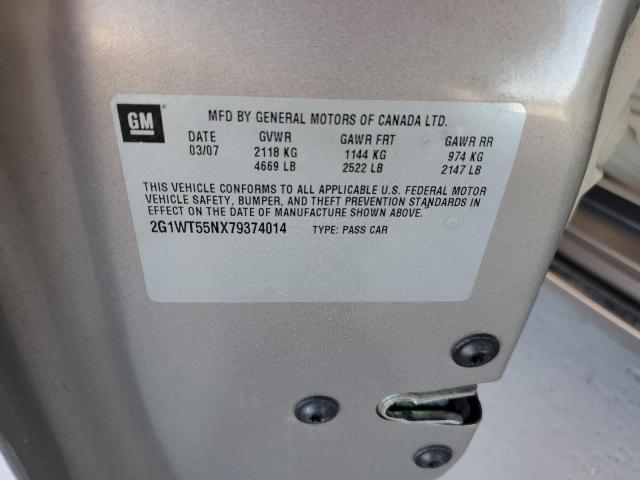 GM
MFD BY GENERAL MOTORS OF CANADA LTD.
DATE GVWR GAWR FRT GAWR RR
03/07 2118 KG 1144 KG 974 KG
4669 LB 2522 LB 2147 LB
THIS VEHICLE CONFORMS TO ALL APPLICABLE U.S. FEDERAL MOTOR
VEHICLE SAFETY, BUMPER, AND THEFT PREVENTION STANDARDS IN
EFFECT ON THE DATE OF MANUFACTURE SHOWN ABOVE.
2G1WT55NX79374014 TYPE: PASS CAR